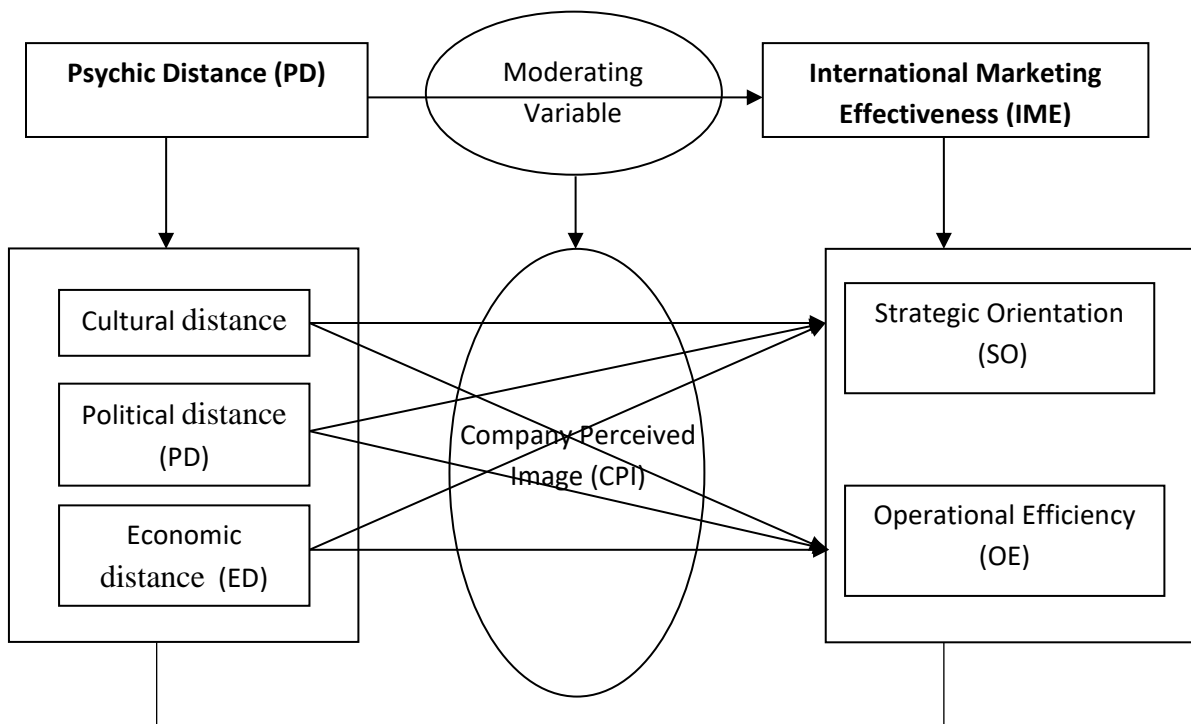 Psychic Distance (PD)
Moderating
Variable
International Marketing
Effectiveness (IME)
Cultural distance
Political distance
(PD)
Economic
distance (ED)
Company Perceived
Image (CPI)
Strategic Orientation
(SO)
Operational Efficiency
(OE)